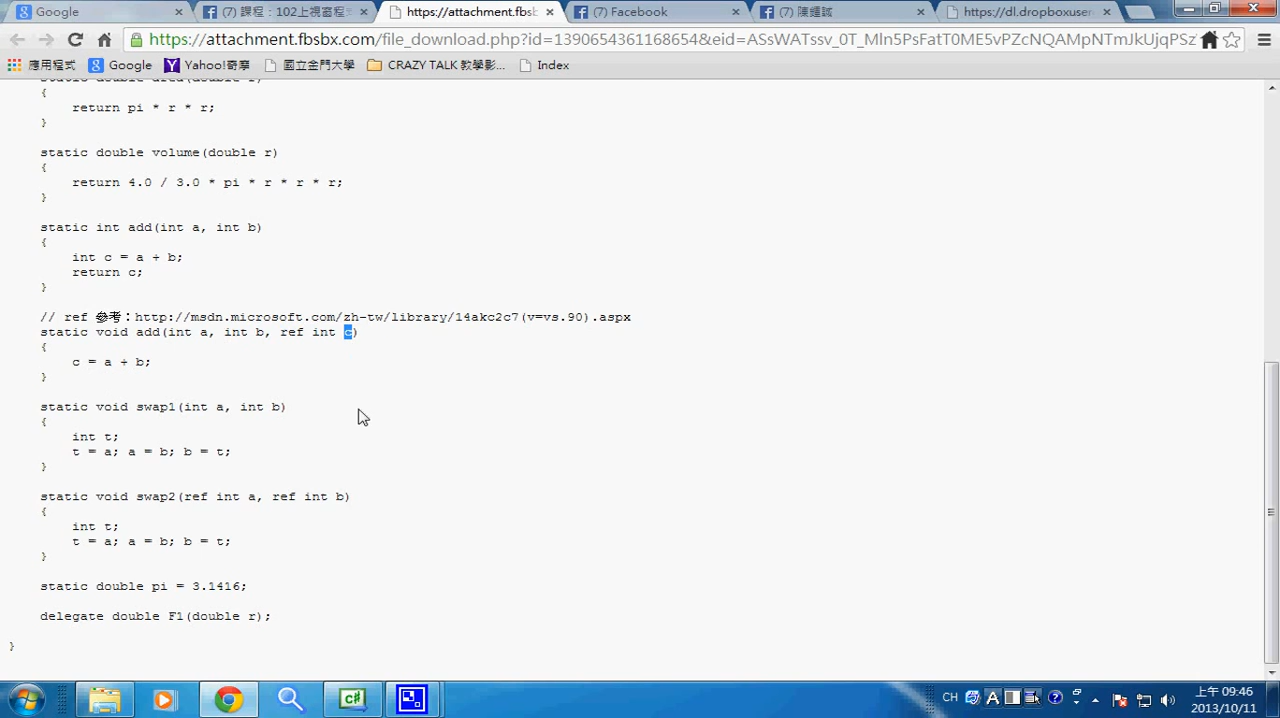 Google
(7) 課程：102上視窗程
https://attachment.fbsb
(7) Facebook
(7) 陳鍾誠
https://dl.dropboxuser
https://attachment.fbsbx.com/file_download.php?id=1390654361168654&eid=ASsWATssv_0T_MIn5PsFatT0ME5vPZcNQAMpNTmJkUjqPSz
應用程式
Google
Yahoo!奇摩
國立金門大學
CRAZY TALK 教學影...
Index
static double area(double r)
{
return pi * r * r;
}
static double volume(double r)
{
return 4.0 / 3.0 * pi * r * r * r;
}
static int add(int a, int b)
{
int c = a + b;
return c;
}
// ref 參考：http://msdn.microsoft.com/zh-tw/library/14akc2c7(v=vs.90).aspx
static void add(int a, int b, ref int c)
{
c = a + b;
}
static void swap1(int a, int b)
{
int t;
t = a; a = b; b = t;
}
static void swap2(ref int a, ref int b)
{
int t;
t = a; a = b; b = t;
}
static double pi = 3.1416;
delegate double F1(double r);
}
C#
CH
A
上午 09:46
2013/10/11